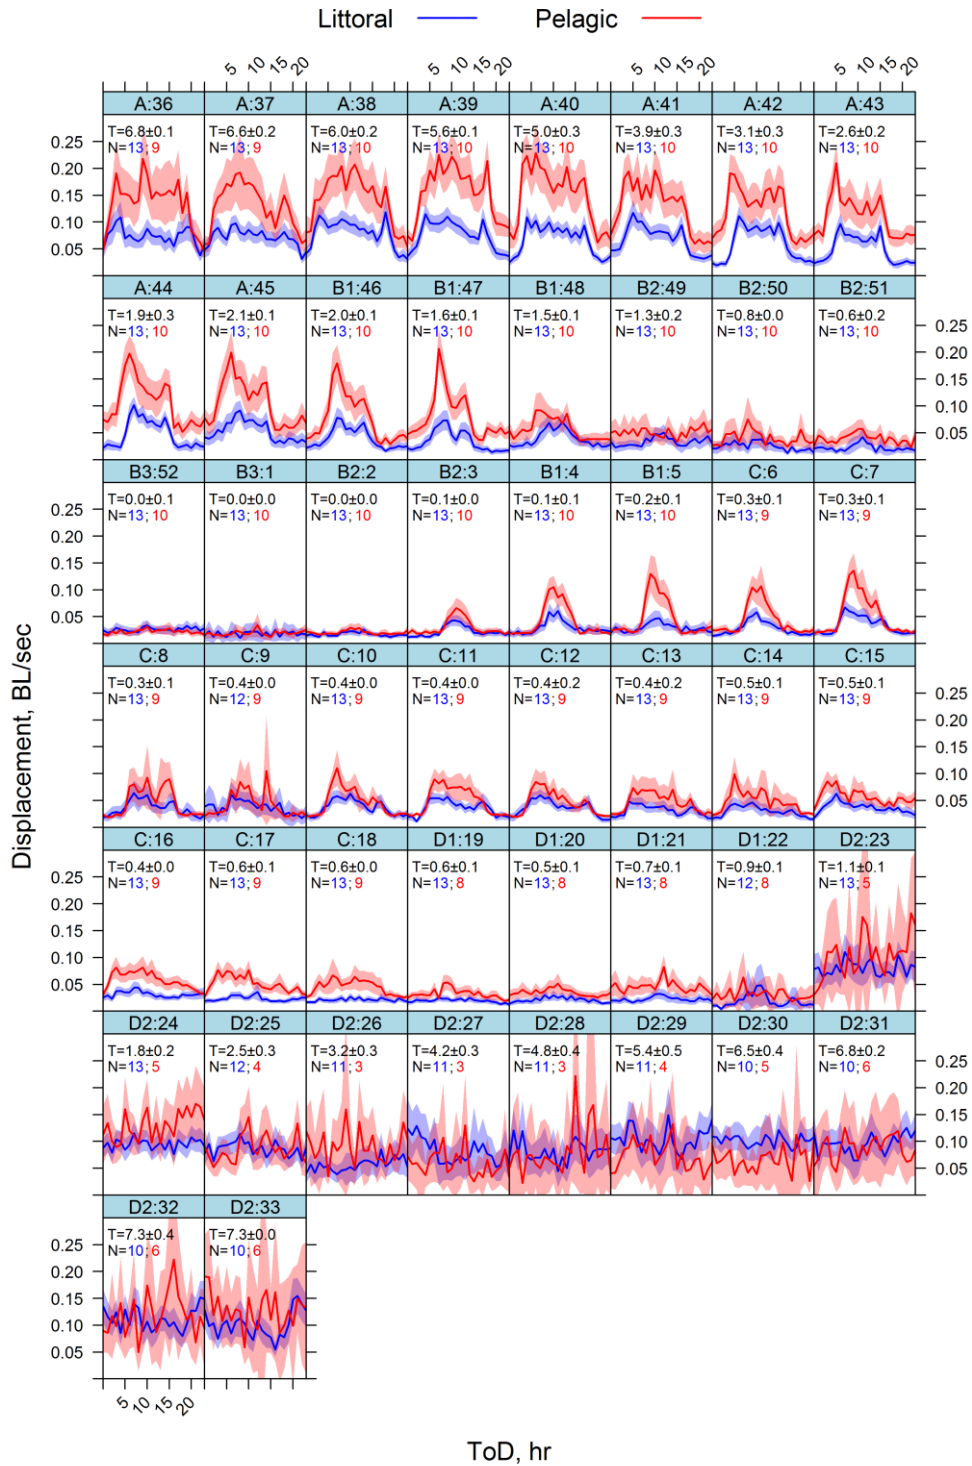 Littoral Pelagic
5 10 15 20 5 10 15 20 5 10 15 20 5 10 15 20
A:36 A:37 A:38 A:39 A:40 A:41 A:42 A:43
T=6.8±0.1 T=6.6±0.2 T=6.0±0.2 T=5.6±0.1 T=5.0±0.3 T=3.9±0.3 T=3.1±0.3 T=2.6±0.2
N=13; 9 N=13; 9 N=13; 10 N=13; 10 N=13; 10 N=13; 10 N=13; 10 N=13; 10
0.25
0.20
0.15
0.10
0.05
A:44 A:45 B1:46 B1:47 B1:48 B2:49 B2:50 B2:51
T=1.9±0.3 T=2.1±0.1 T=2.0±0.1 T=1.6±0.1 T=1.5±0.1 T=1.3±0.2 T=0.8±0.0 T=0.6±0.2
N=13; 10 N=13; 10 N=13; 10 N=13; 10 N=13; 10 N=13; 10 N=13; 10 N=13; 10
0.25
0.20
0.15
0.10
0.05
B3:52 B3:1 B2:2 B2:3 B1:4 B1:5 C:6 C:7
T=0.0±0.1 T=0.0±0.0 T=0.0±0.0 T=0.1±0.0 T=0.1±0.1 T=0.2±0.1 T=0.3±0.1 T=0.3±0.1
N=13; 10 N=13; 10 N=13; 10 N=13; 10 N=13; 10 N=13; 10 N=13; 9 N=13; 9
0.25
0.20
0.15
0.10
0.05
C:8 C:9 C:10 C:11 C:12 C:13 C:14 C:15
T=0.3±0.1 T=0.4±0.0 T=0.4±0.0 T=0.4±0.0 T=0.4±0.2 T=0.4±0.2 T=0.5±0.1 T=0.5±0.1
N=13; 9 N=12; 9 N=13; 9 N=13; 9 N=13; 9 N=13; 9 N=13; 9 N=13; 9
0.25
0.20
0.15
0.10
0.05
C:16 C:17 C:18 D1:19 D1:20 D1:21 D1:22 D2:23
T=0.4±0.0 T=0.6±0.1 T=0.6±0.0 T=0.6±0.1 T=0.5±0.1 T=0.7±0.1 T=0.9±0.1 T=1.1±0.1
N=13; 9 N=13; 9 N=13; 9 N=13; 8 N=13; 8 N=13; 8 N=12; 8 N=13; 5
0.25
0.20
0.15
0.10
0.05
D2:24 D2:25 D2:26 D2:27 D2:28 D2:29 D2:30 D2:31
T=1.8±0.2 T=2.5±0.3 T=3.2±0.3 T=4.2±0.3 T=4.8±0.4 T=5.4±0.5 T=6.5±0.4 T=6.8±0.2
N=13; 5 N=12; 4 N=11; 3 N=11; 3 N=11; 3 N=11; 4 N=10; 5 N=10; 6
0.25
0.20
0.15
0.10
0.05
D2:32 D2:33
T=7.3±0.4 T=7.3±0.0
N=10; 6 N=10; 6
0.25
0.20
0.15
0.10
0.05
5 10 15 20
Displacement, BL/sec
ToD, hr